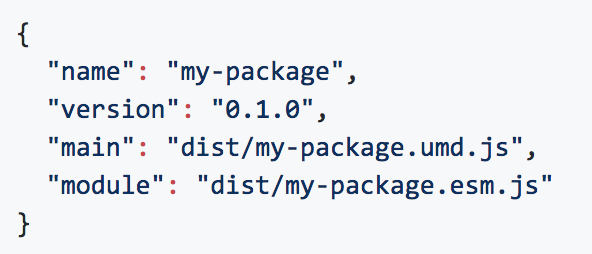 {
  "name": "my-package",
  "version": "0.1.0",
  "main": "dist/my-package.umd.js",
  "module": "dist/my-package.esm.js"
}